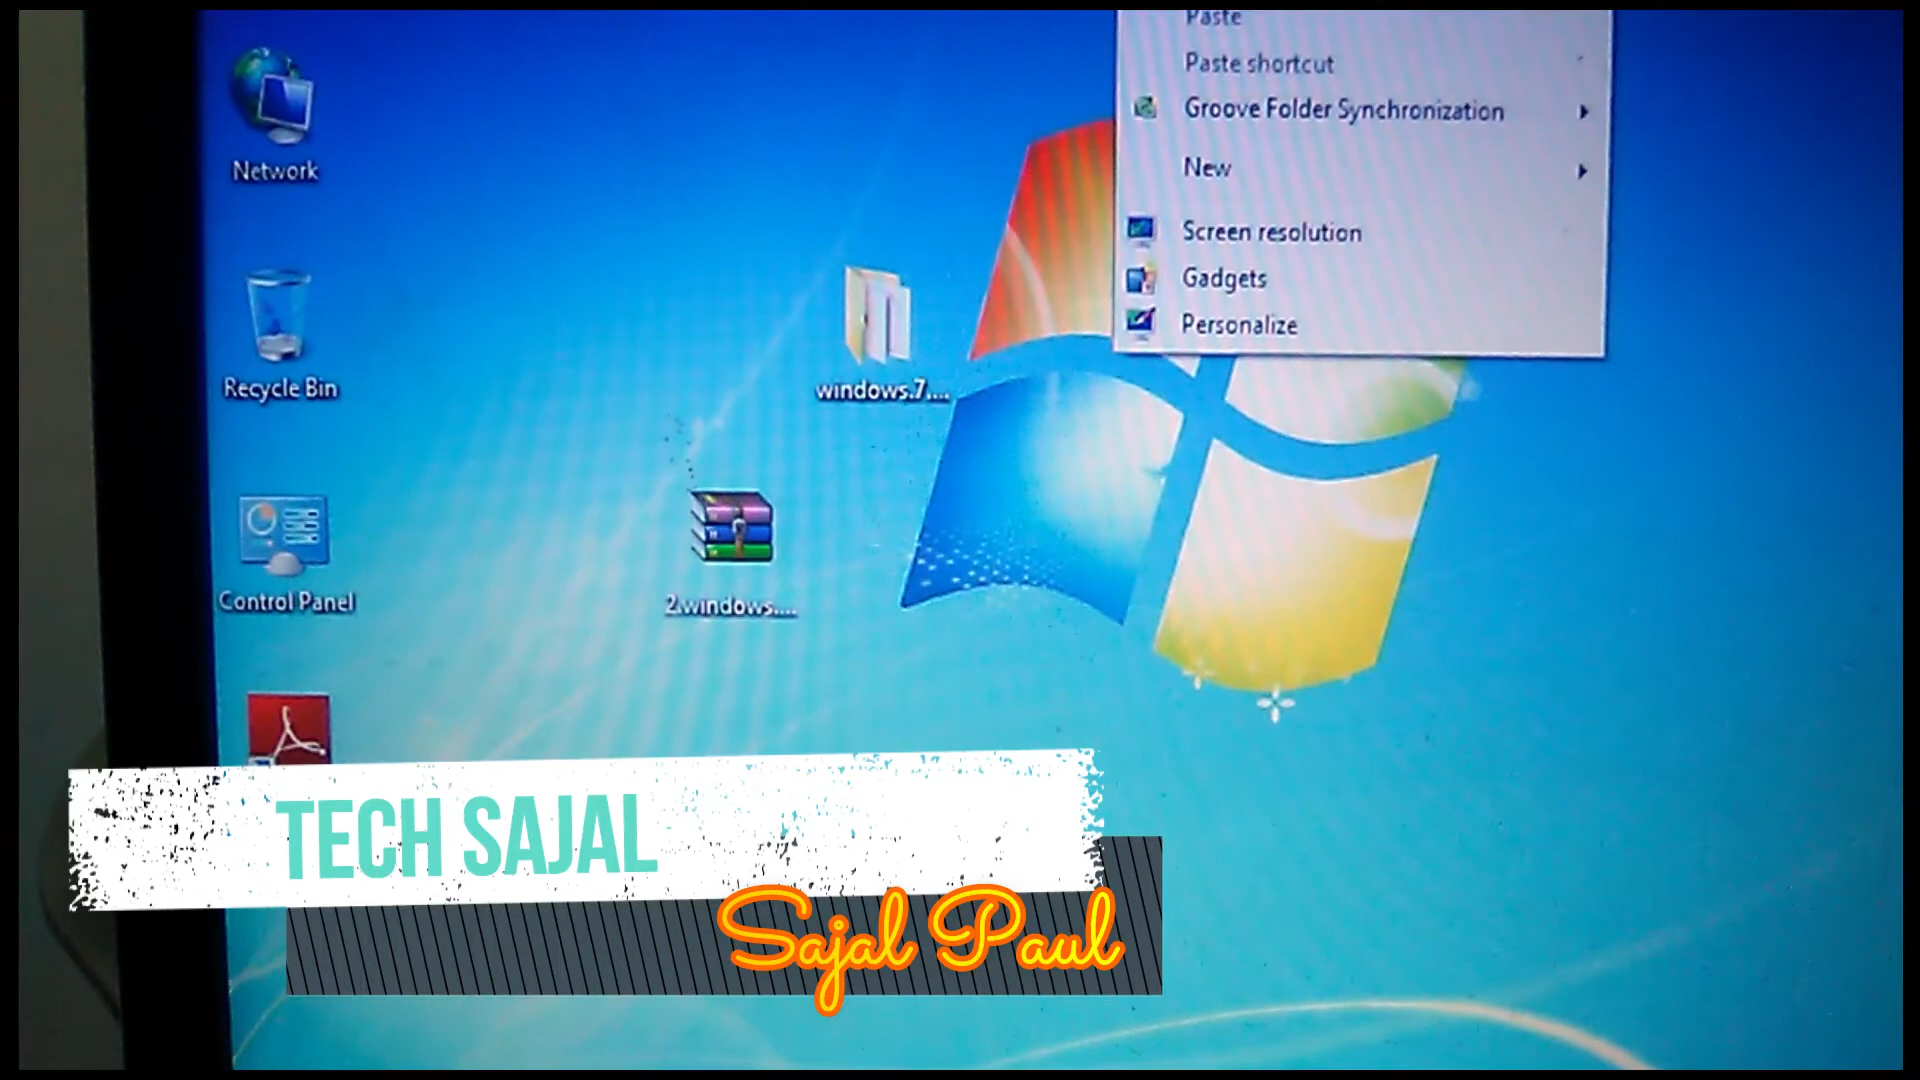 Paste
Paste shortcut
Groove Folder Synchronization
New
Screen resolution
Gadgets
Personalize
Network
Recycle Bin
Control Panel
windows.7....
2.windows....
TECH SAJAL
Sajal Paul